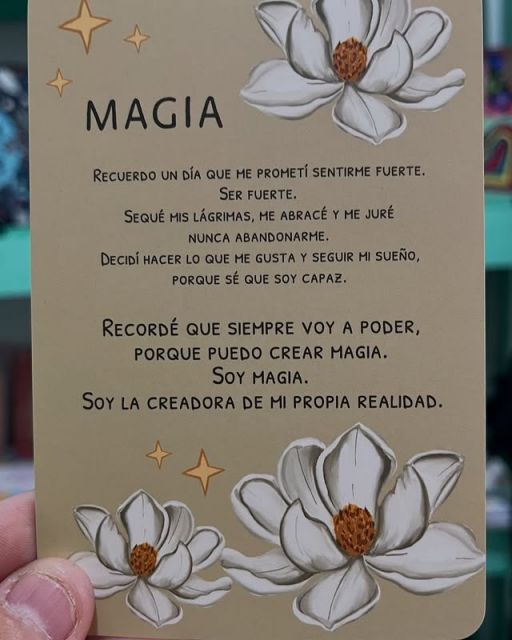 MAGIA
RECUERDO UN DÍA QUE ME PROMETÍ SENTIRME FUERTE.
SER FUERTE.
SEQUÉ MIS LÁGRIMAS, ME ABRACÉ Y ME JURÉ
NUNCA ABANDONARME.
DECIDÍ HACER LO QUE ME GUSTA Y SEGUIR MI SUEÑO,
PORQUE SÉ QUE SOY CAPAZ.
RECORDÉ QUE SIEMPRE VOY A PODER,
PORQUE PUEDO CREAR MAGIA.
SOY MAGIA.
SOY LA CREADORA DE MI PROPIA REALIDAD.